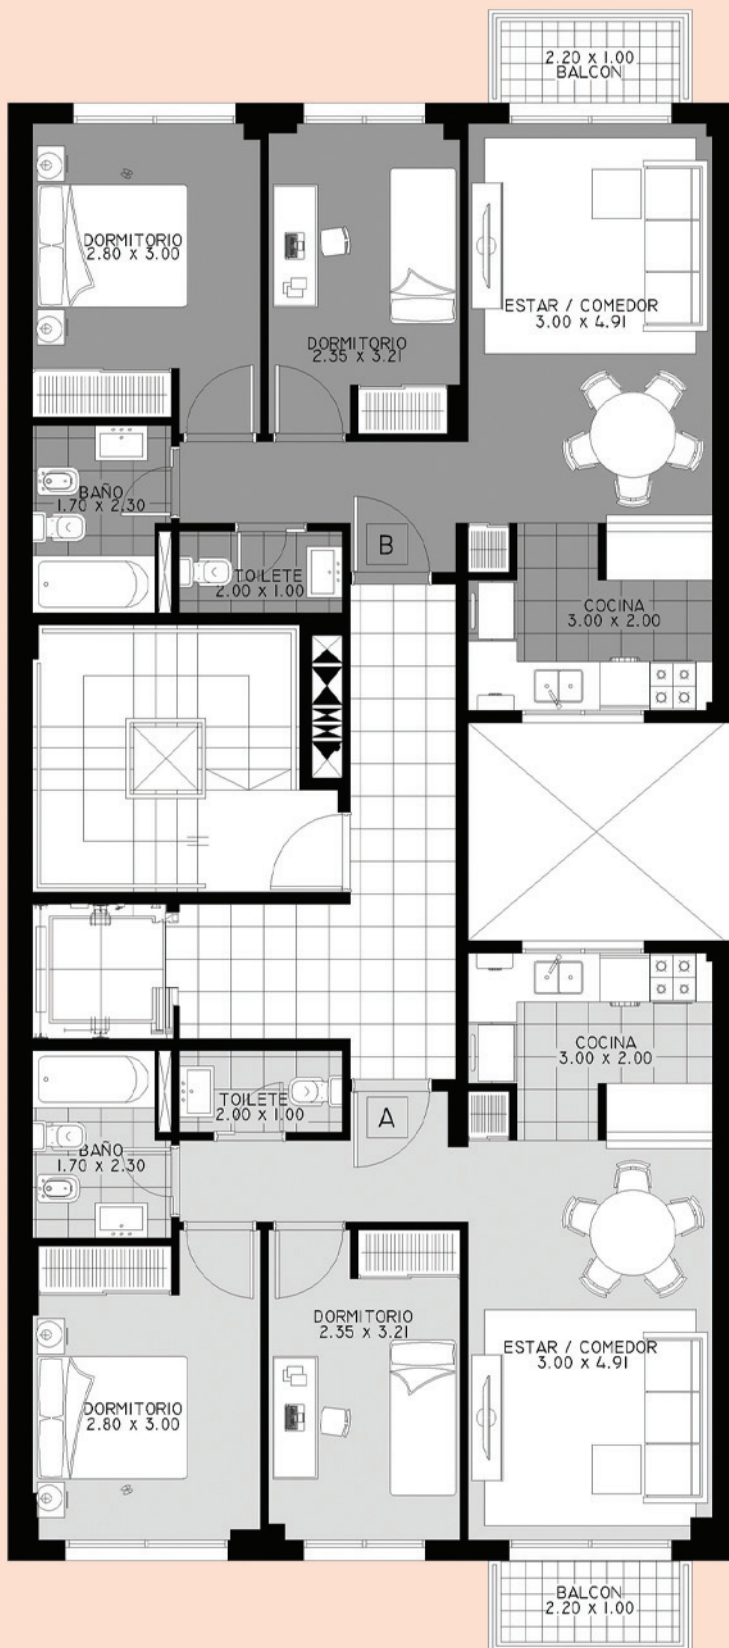 2.20 x 1.00
BALCON
DORMITORIO
2.80 x 3.00
ESTAR / COMEDOR
3.00 x 4.91
DORMITORIO
2.35 x 3.21
BAÑO
1.70 x 2.30
B
TOILETE
2.00 x 1.00
COCINA
3.00 x 2.00
COCINA
3.00 x 2.00
TOILETE
2.00 x 1.00
A
BAÑO
1.70 x 2.30
DORMITORIO
2.35 x 3.21
ESTAR / COMEDOR
3.00 x 4.91
DORMITORIO
2.80 x 3.00
BALCON
2.20 x 1.00